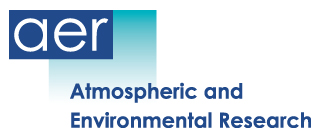 aer
Atmospheric and
Environmental Research